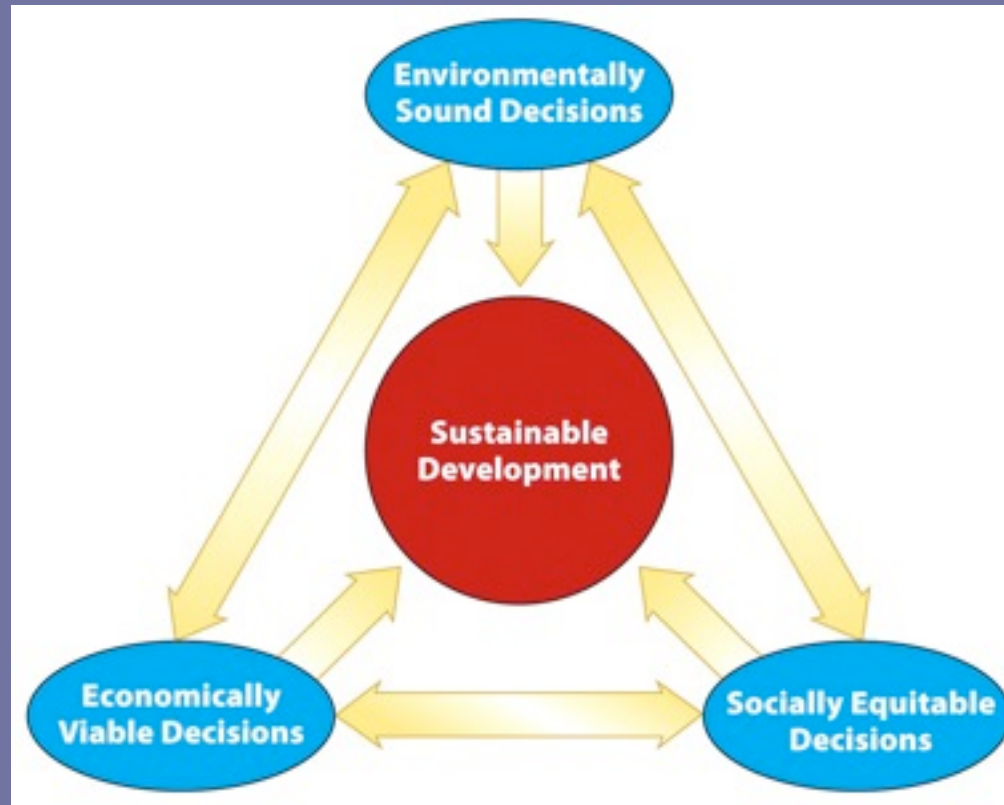 Environmentally
Sound Decisions
Sustainable
Development
Economically
Viable Decisions
Socially Equitable
Decisions